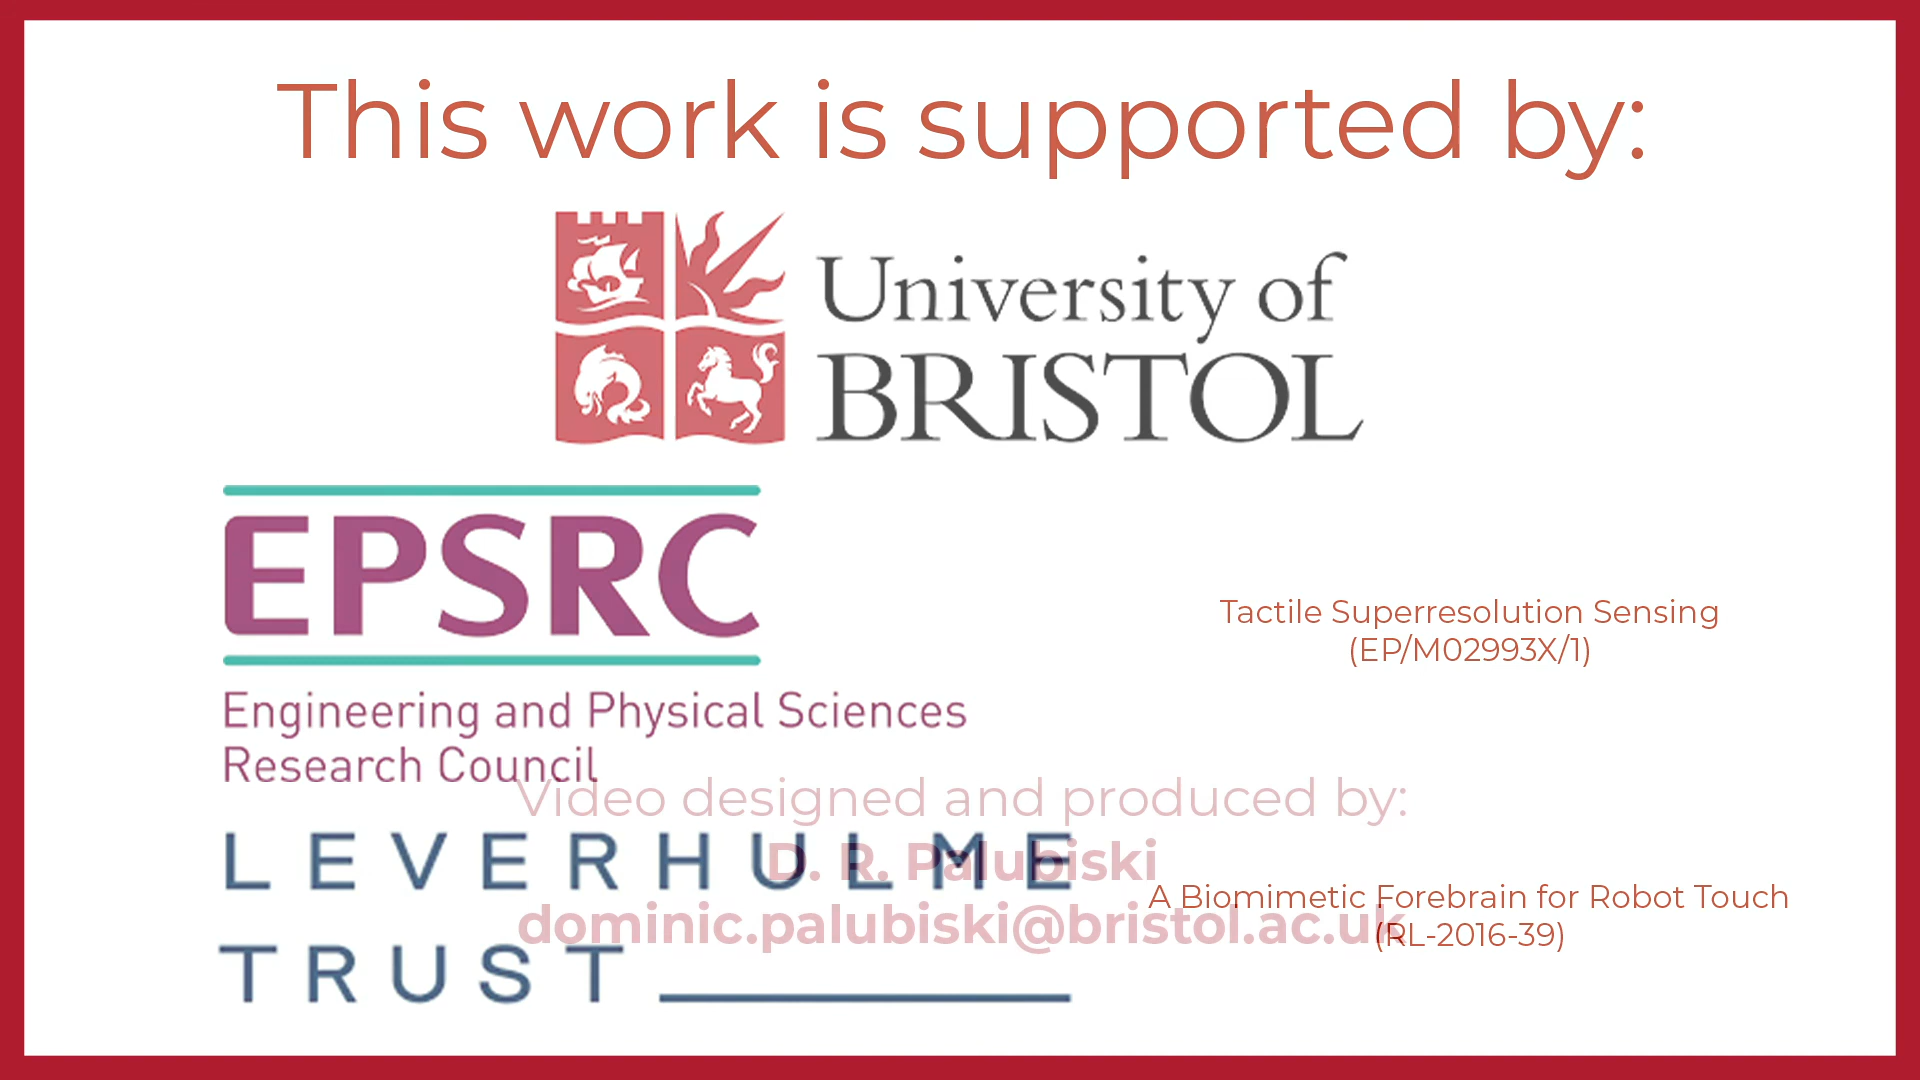 This work is supported by:
University of
BRISTOL
EPSRC
Engineering and Physical Sciences
Research Council
Tactile Superresolution Sensing
(EP/M02993X/1)
Video designed and produced by:
D. R. Palubiski
dominic.palubiski@bristol.ac.uk
LEVERHULME
TRUST
A Biomimetic Forebrain for Robot Touch
(RL-2016-39)